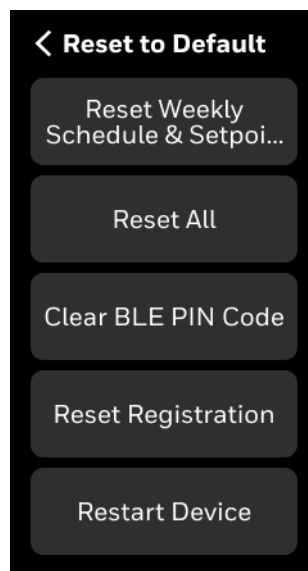 Reset to Default
Reset Weekly
Schedule & Setpoi...
Reset All
Clear BLE PIN Code
Reset Registration
Restart Device